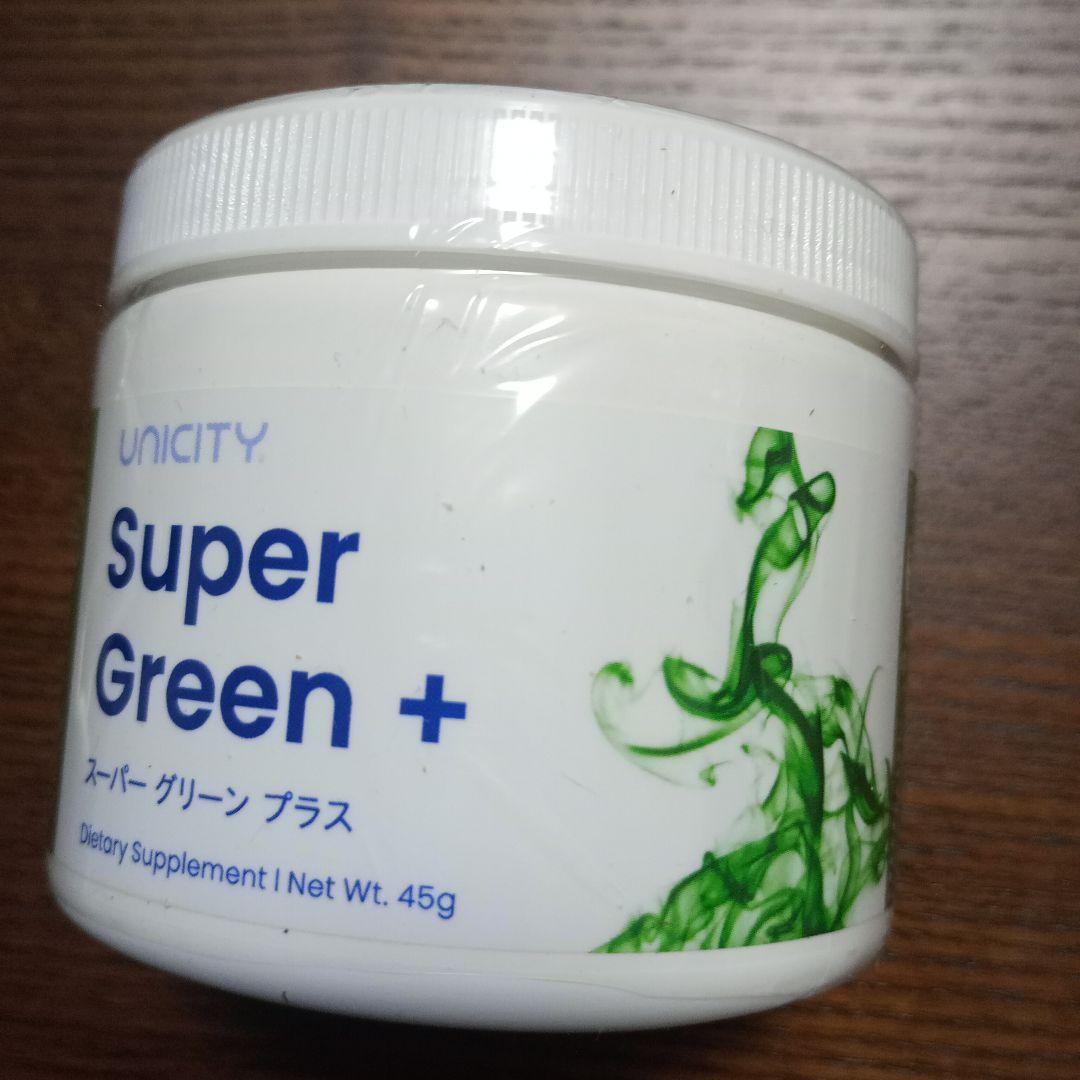 UNICITY
Super
Green +
スーパー グリーン プラス
Dietary Supplement | Net Wt. 45g